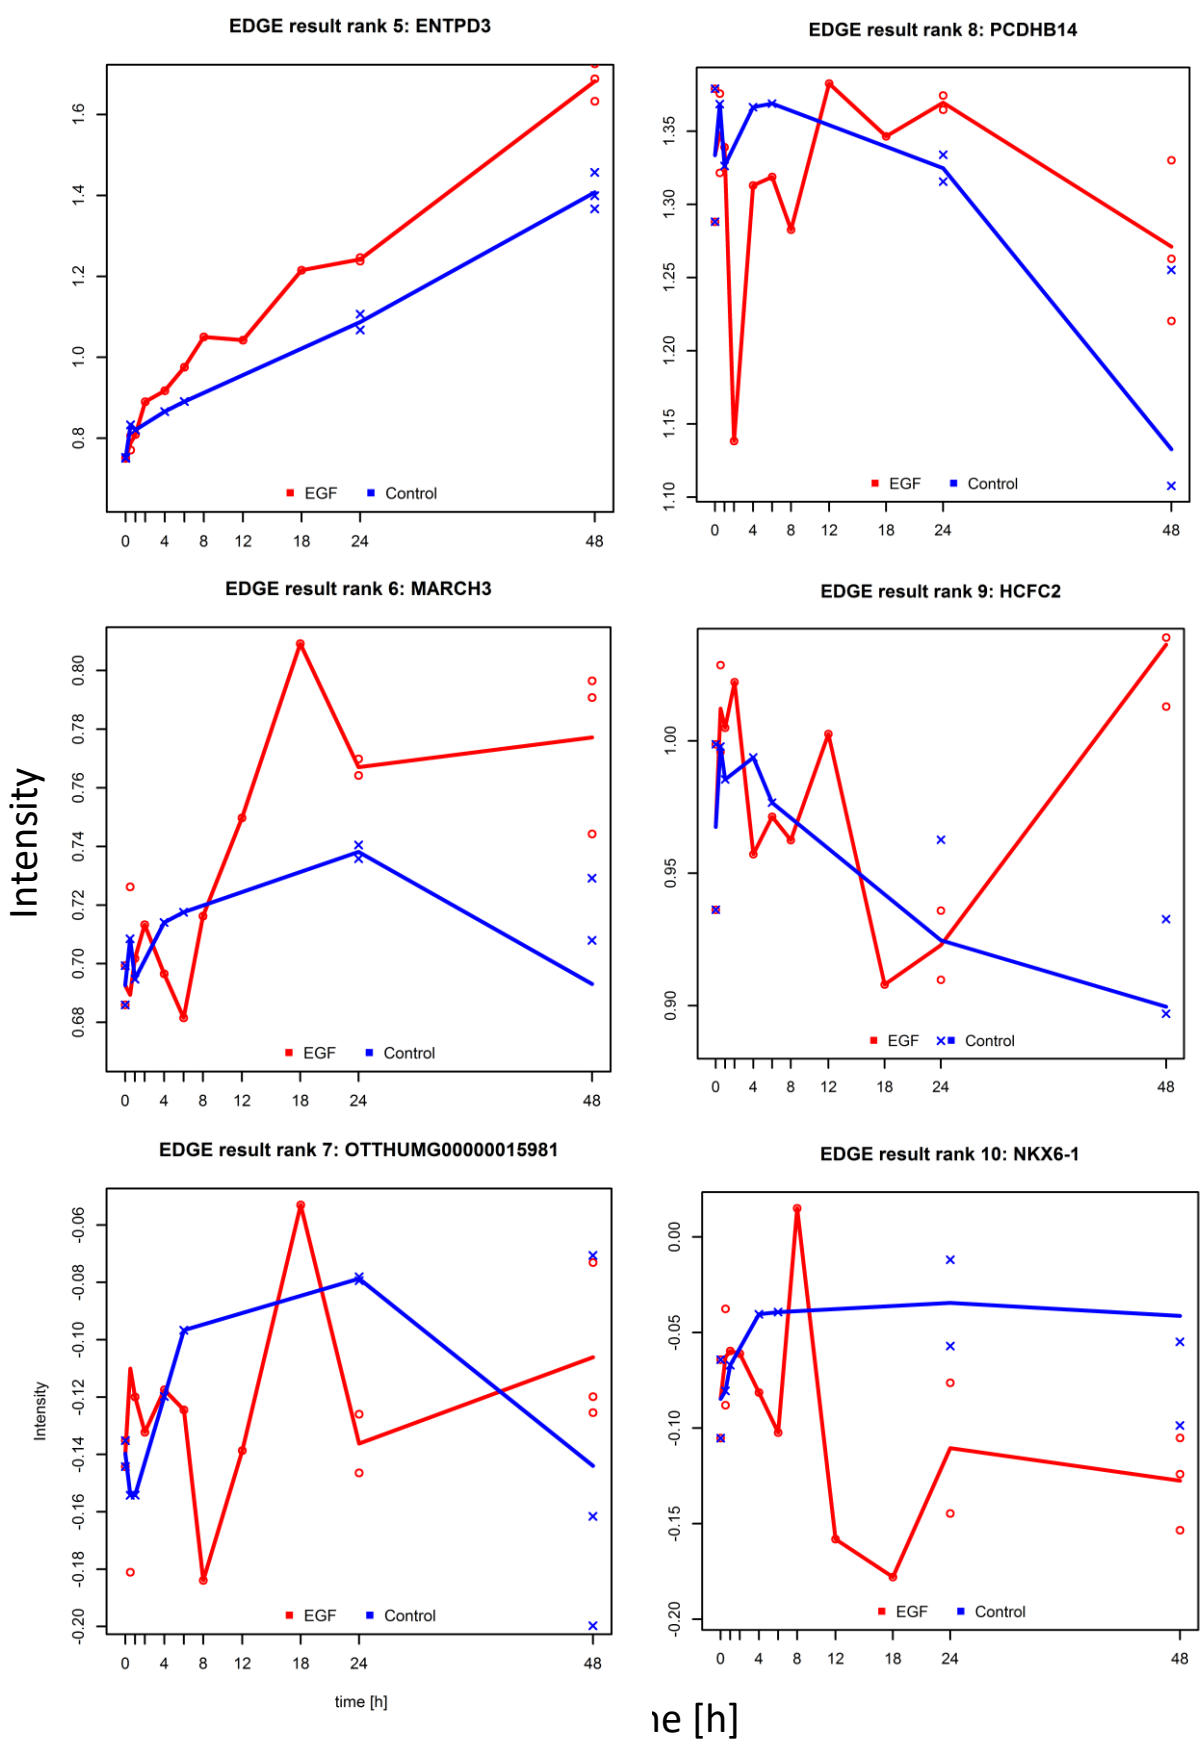 EDGE result rank 5: ENTPD3
0.8 1.0 1.2 1.4 1.6
EGF Control
0 4 8 12 18 24 48
EDGE result rank 8: PCDHB14
1.10 1.15 1.20 1.25 1.30 1.35
EGF Control
0 4 8 12 18 24 48
Intensity
EDGE result rank 6: MARCH3
0.68 0.70 0.72 0.74 0.76 0.78 0.80
EGF Control
0 4 8 12 18 24 48
EDGE result rank 9: HCFC2
0.90 0.95 1.00
EGF Control
0 4 8 12 18 24 48
EDGE result rank 7: OTTHUMG00000015981
Intensity
-0.20 -0.18 -0.16 -0.14 -0.12 -0.10 -0.08 -0.06
EGF Control
0 4 8 12 18 24 48
time [h]
EDGE result rank 10: NKX6-1
-0.20 -0.15 -0.10 -0.05 0.00
EGF Control
0 4 8 12 18 24 48
[h]